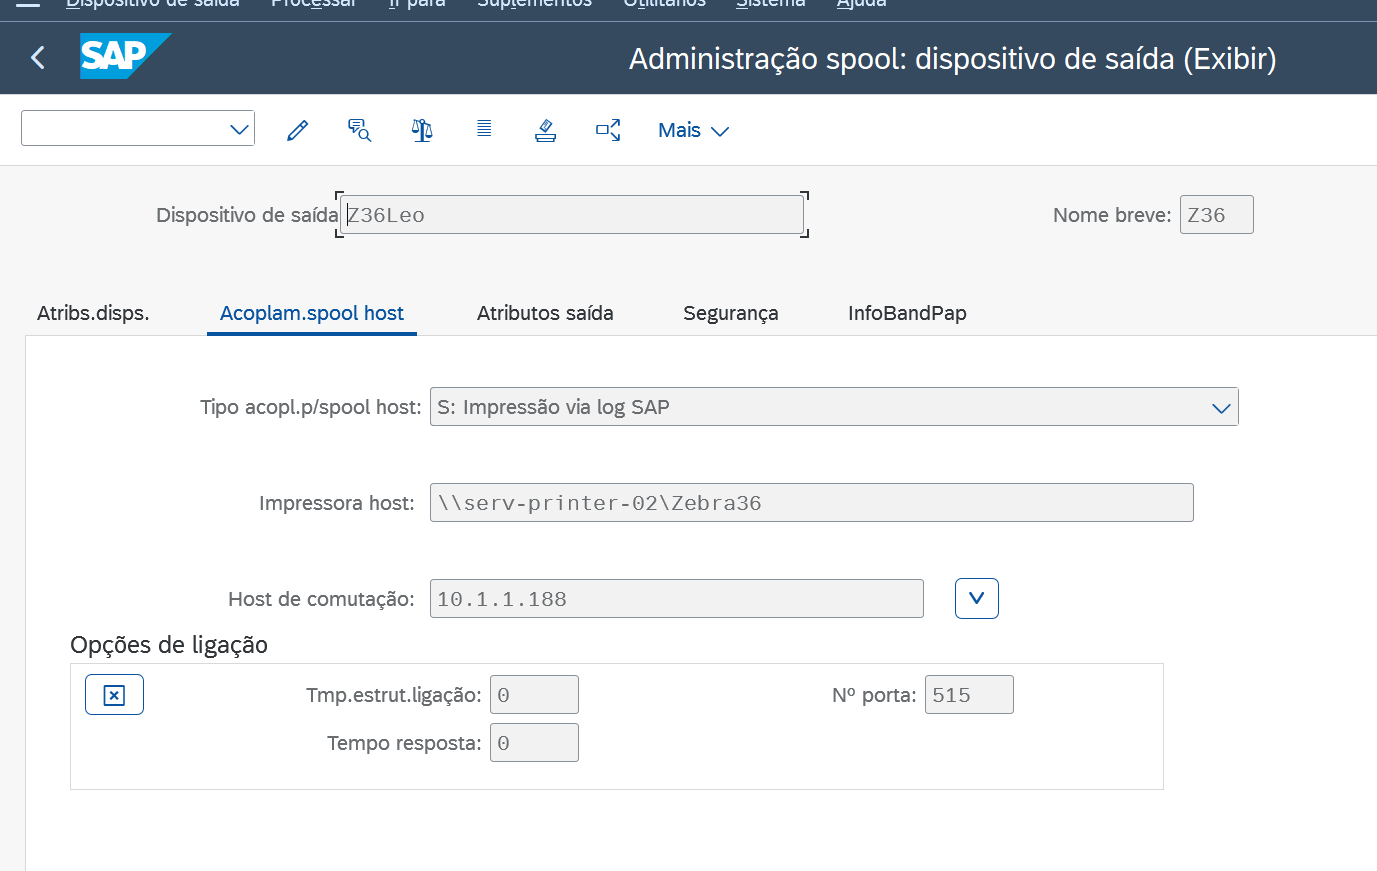 Dispositivo de saída Processar Ir para Suplementos Utilitários Sistema Ajuda
SAP Administração spool: dispositivo de saída (Exibir)
Mais
Dispositivo de saída Z36Leo Nome breve: Z36
Atribs.disps. Acoplam.spool host Atributos saída Segurança InfoBandPap
Tipo acopl.p/spool host: S: Impressão via log SAP
Impressora host: \\serv-printer-02\Zebra36
Host de comutação: 10.1.1.188
Opções de ligação
Tmp.estrut.ligação: 0 Nº porta: 515
Tempo resposta: 0